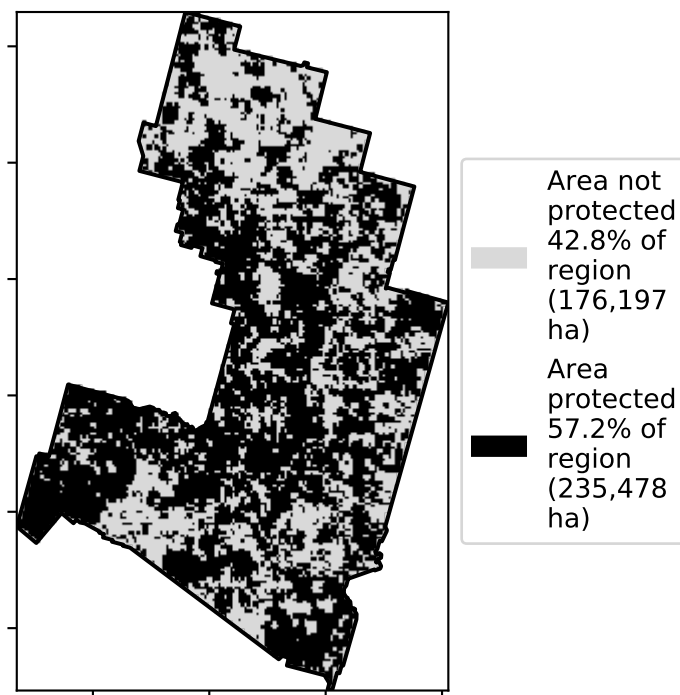 Area not
protected
42.8% of
region
(176,197
ha)
Area
protected
57.2% of
region
(235,478
ha)